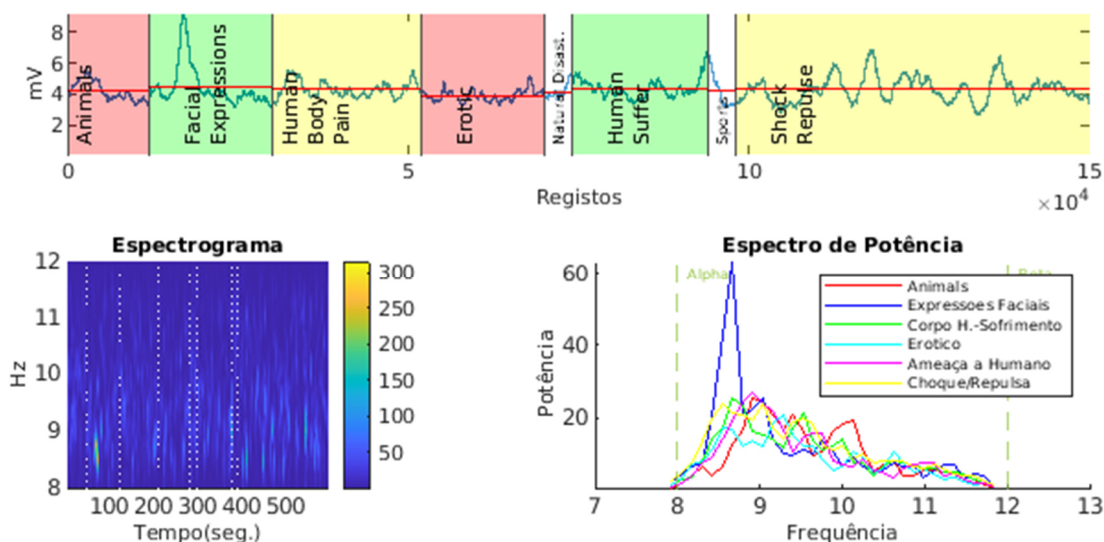 8
6
4
2
mV
Animals
Facial
Expressions
Human
Body
Pain
Erotic
Natural Disast.
Human
Suffer
Sports
Shock
Repulse
0
5
10
15
Registos
×10⁴
Espectrograma
12
11
10
9
8
Hz
100 200 300 400 500
Tempo(seg.)
300
250
200
150
100
50
Espectro de Potência
60
40
20
Potência
Alpha
Beta
Animals
Expressoes Faciais
Corpo H.-Sofrimento
Erotico
Ameaça a Humano
Choque/Repulsa
7 8 9 10 11 12 13
Frequência